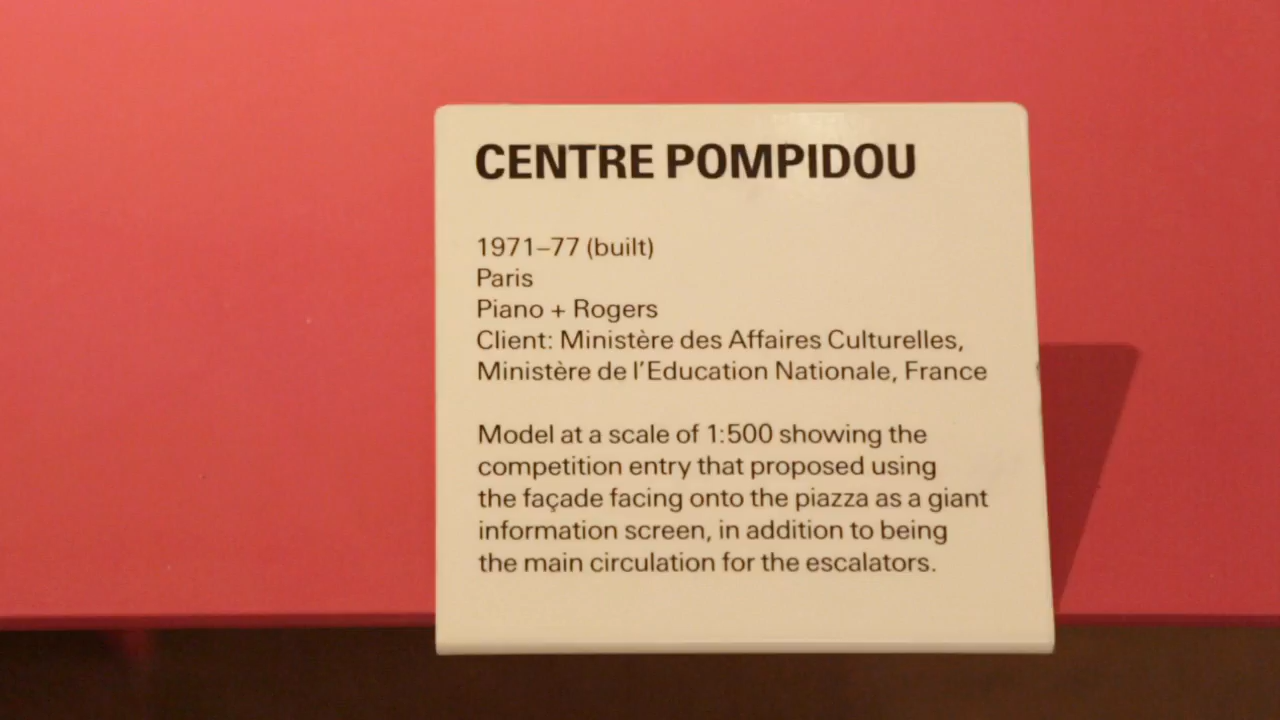 CENTRE POMPIDOU
1971–77 (built)
Paris
Piano + Rogers
Client: Ministère des Affaires Culturelles,
Ministère de l'Education Nationale, France
Model at a scale of 1:500 showing the
competition entry that proposed using
the façade facing onto the piazza as a giant
information screen, in addition to being
the main circulation for the escalators.